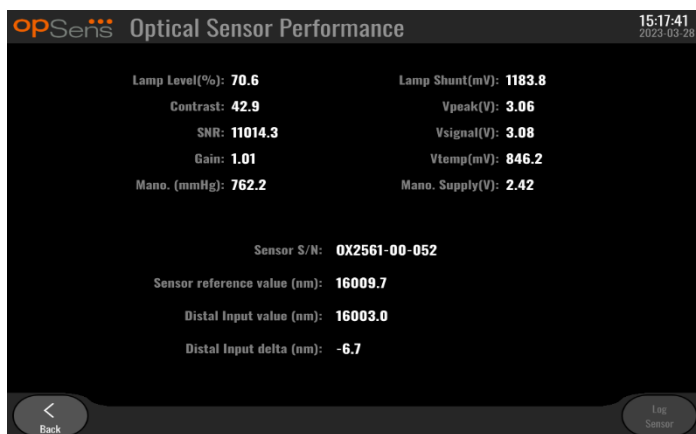 opSens Optical Sensor Performance 15:17:41
2023-03-28
Lamp Level(%): 70.6 Lamp Shunt(mV): 1183.8
Contrast: 42.9 Vpeak(V): 3.06
SNR: 11014.3 Vsignal(V): 3.08
Gain: 1.01 Vtemp(mV): 846.2
Mano. (mmHg): 762.2 Mano. Supply(V): 2.42
Sensor S/N: OX2561-00-052
Sensor reference value (nm): 16009.7
Distal Input value (nm): 16003.0
Distal Input delta (nm): -6.7
Back
Log
Sensor